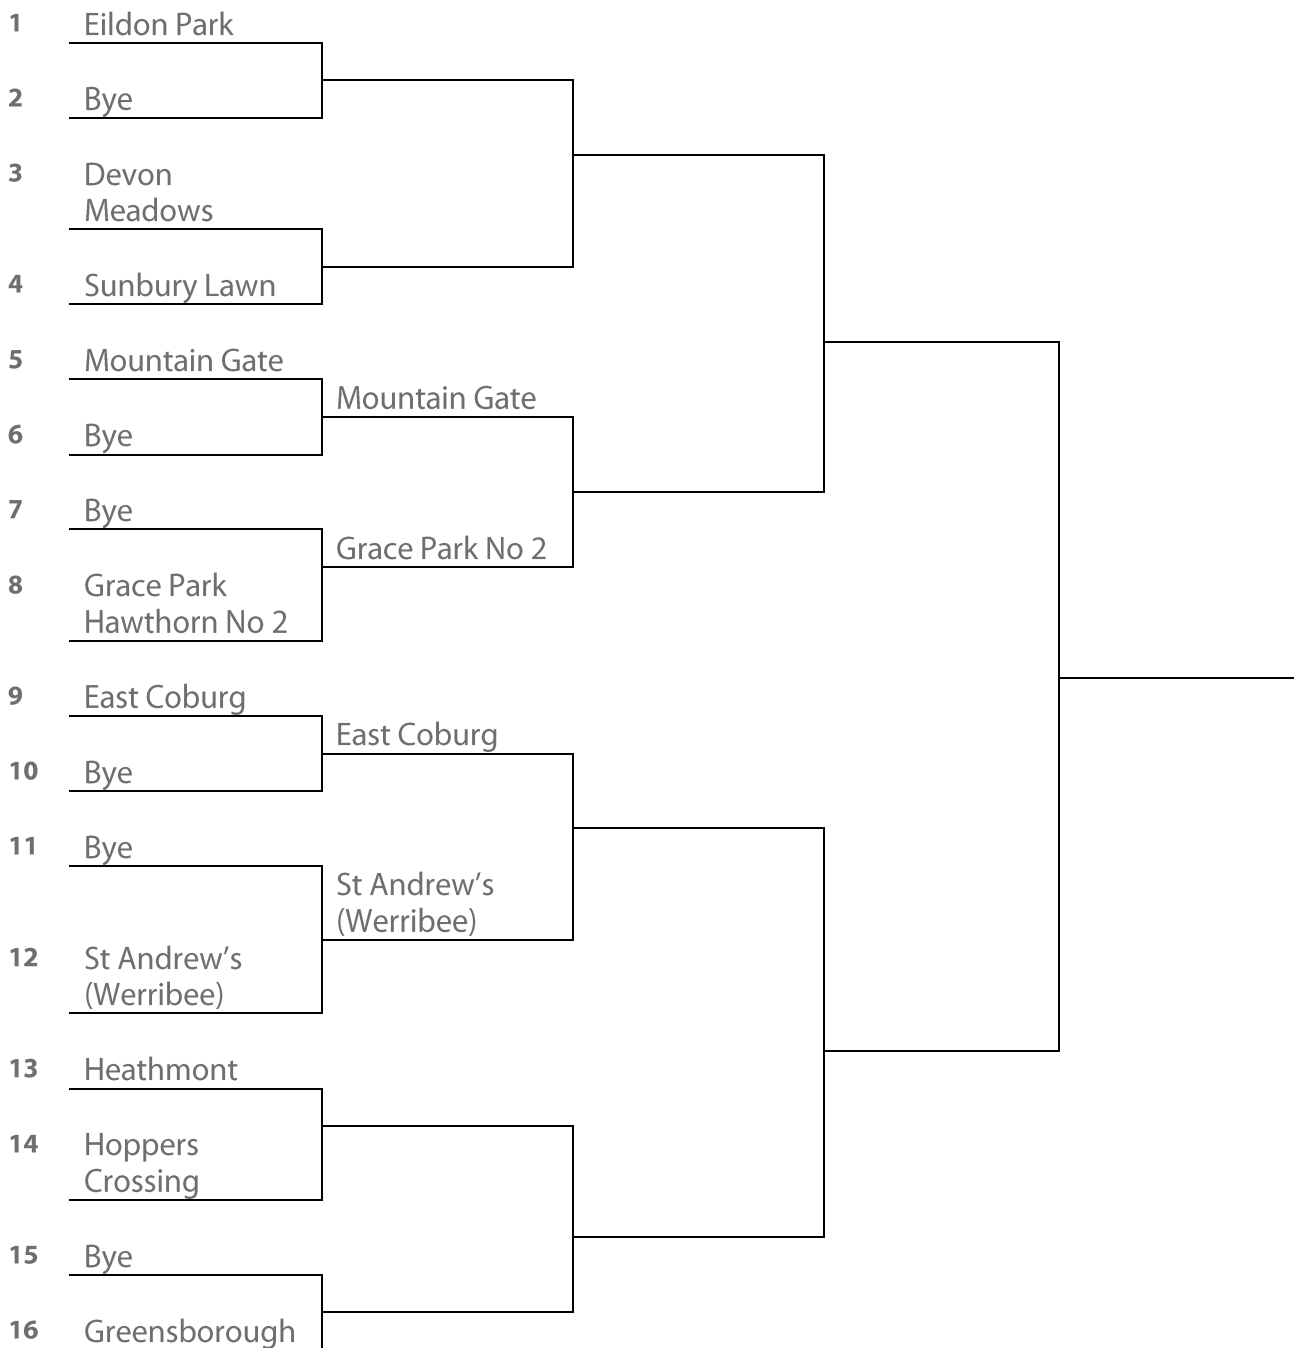 1 Eildon Park
2 Bye
3 Devon
Meadows
4 Sunbury Lawn
5 Mountain Gate
Mountain Gate
6 Bye
7 Bye
Grace Park No 2
8 Grace Park
Hawthorn No 2
9 East Coburg
East Coburg
10 Bye
11 Bye
St Andrew’s
(Werribee)
12 St Andrew’s
(Werribee)
13 Heathmont
14 Hoppers
Crossing
15 Bye
16 Greensborough